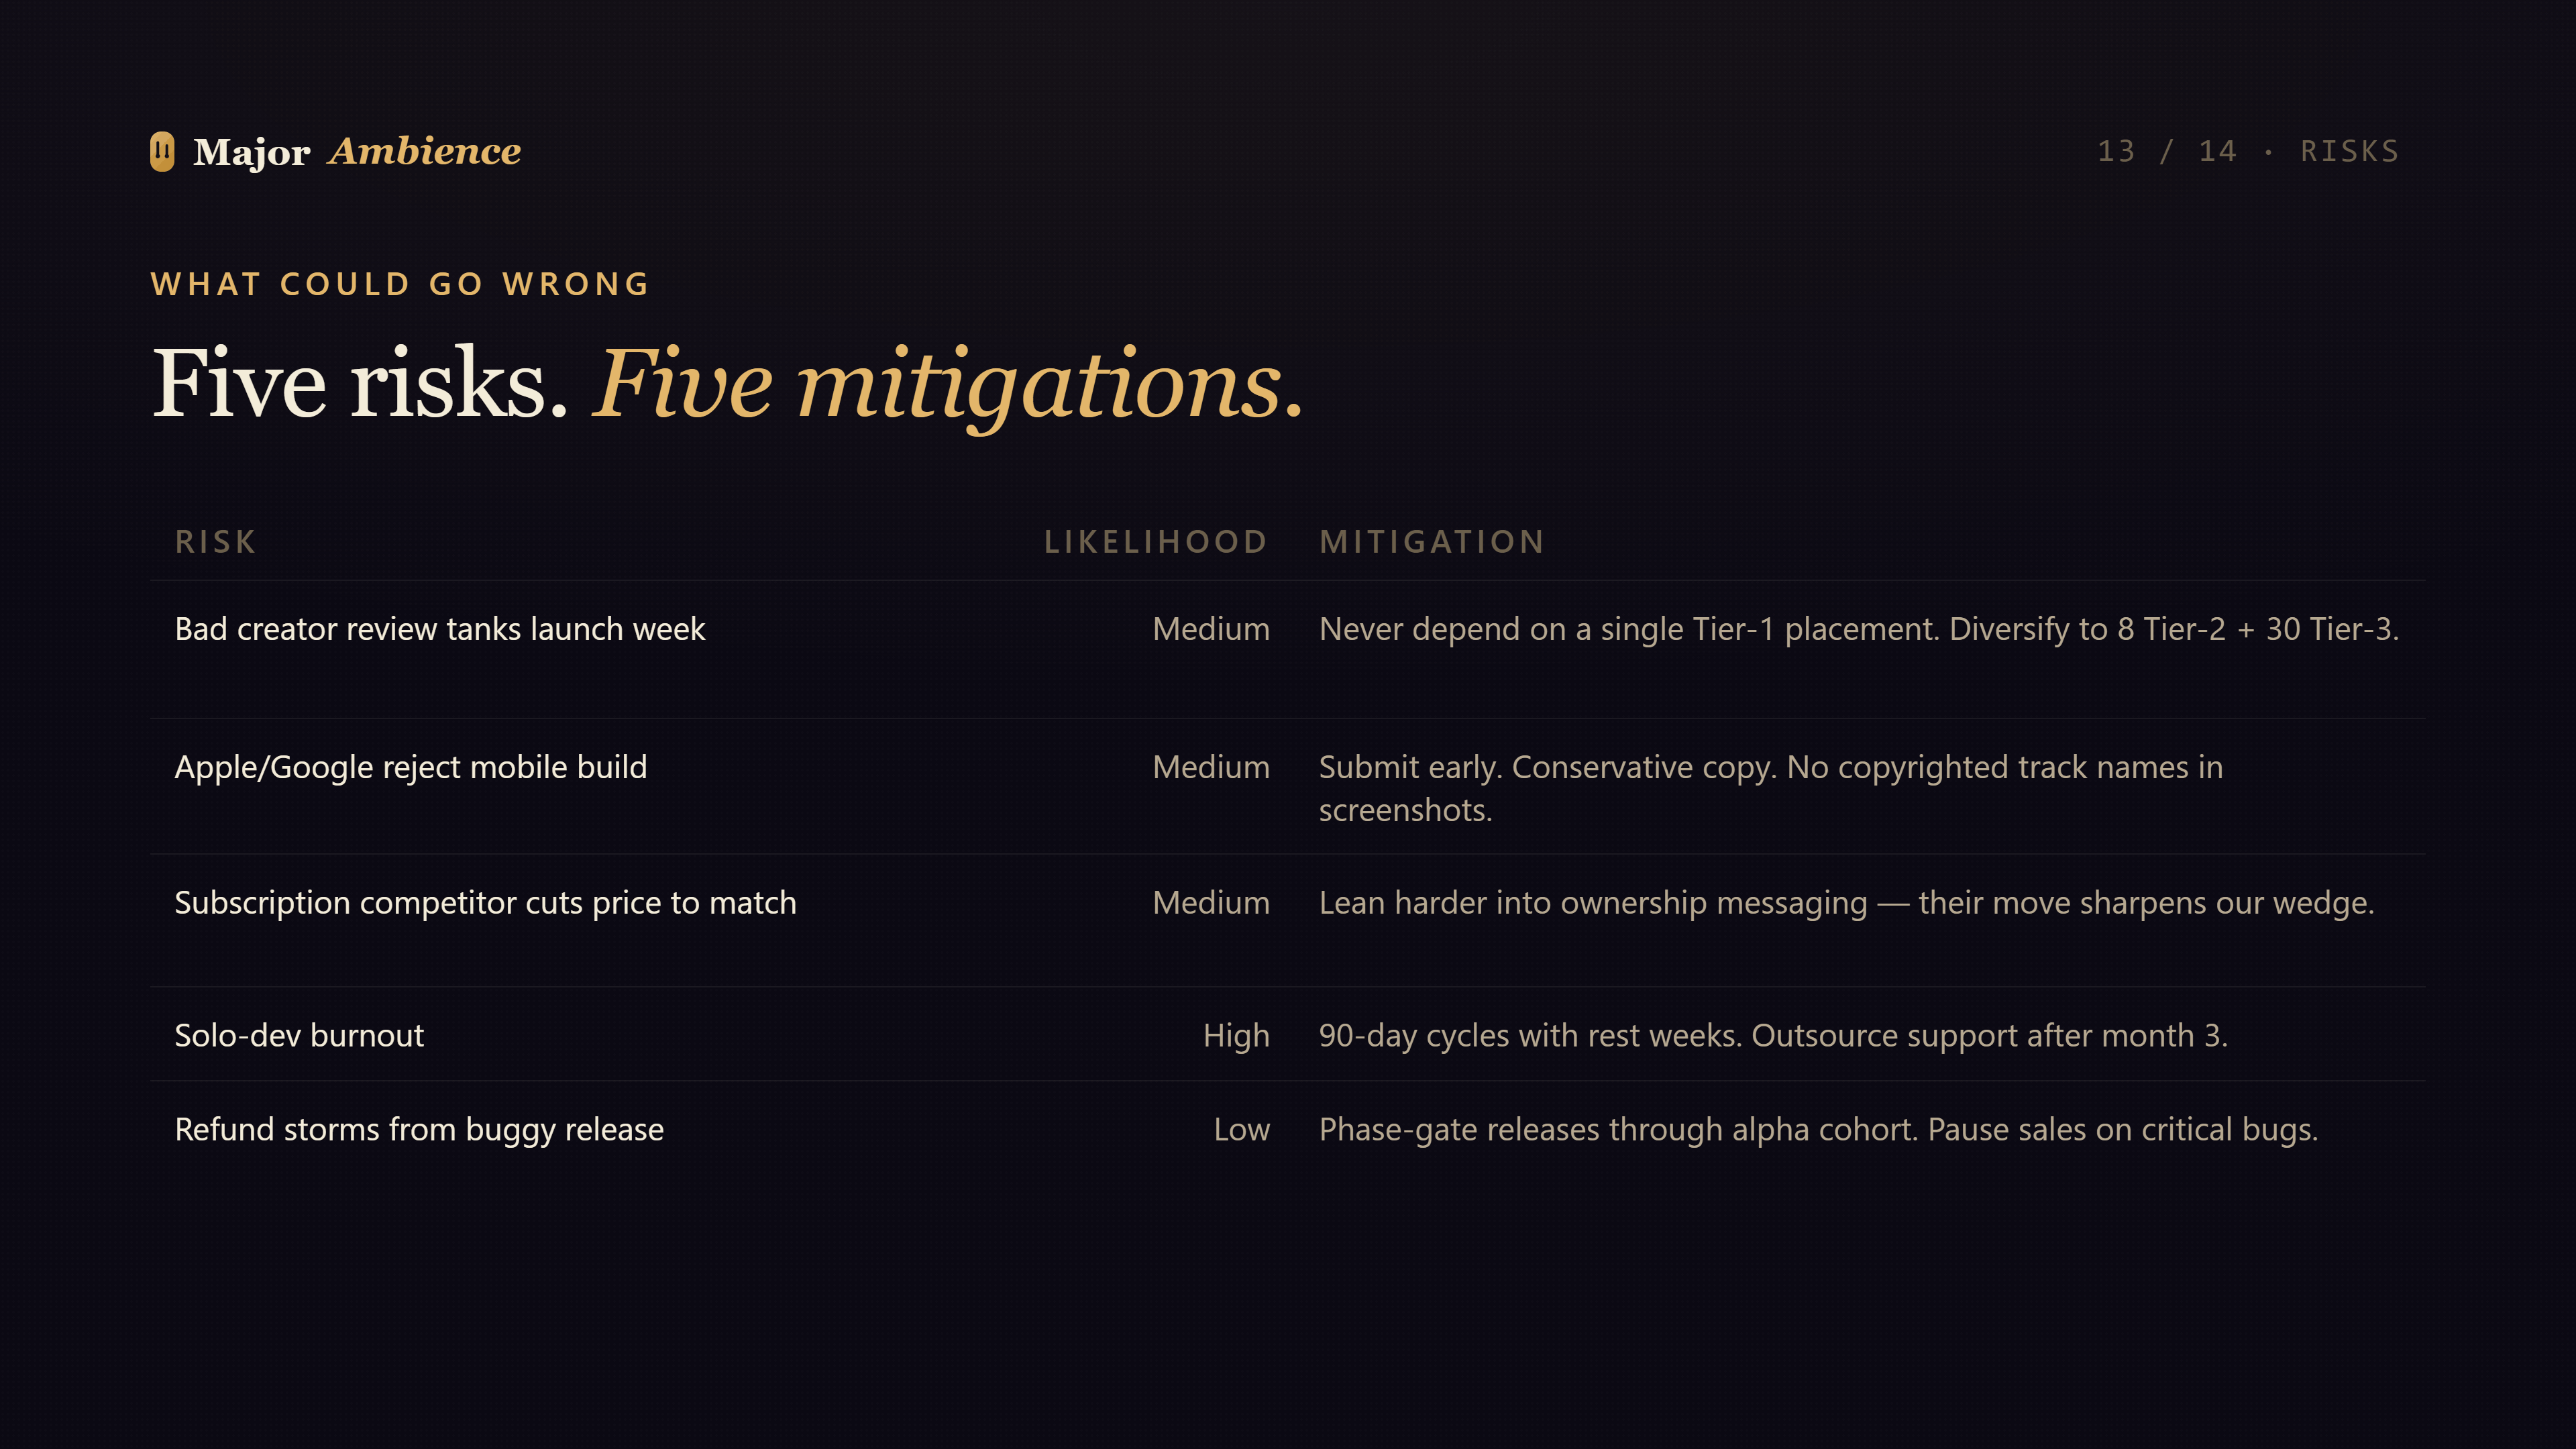 Major Ambience
13 / 14 · RISKS
WHAT COULD GO WRONG
Five risks. Five mitigations.
RISK LIKELIHOOD MITIGATION
Bad creator review tanks launch week Medium Never depend on a single Tier-1 placement. Diversify to 8 Tier-2 + 30 Tier-3.
Apple/Google reject mobile build Medium Submit early. Conservative copy. No copyrighted track names in
screenshots.
Subscription competitor cuts price to match Medium Lean harder into ownership messaging — their move sharpens our wedge.
Solo-dev burnout High 90-day cycles with rest weeks. Outsource support after month 3.
Refund storms from buggy release Low Phase-gate releases through alpha cohort. Pause sales on critical bugs.